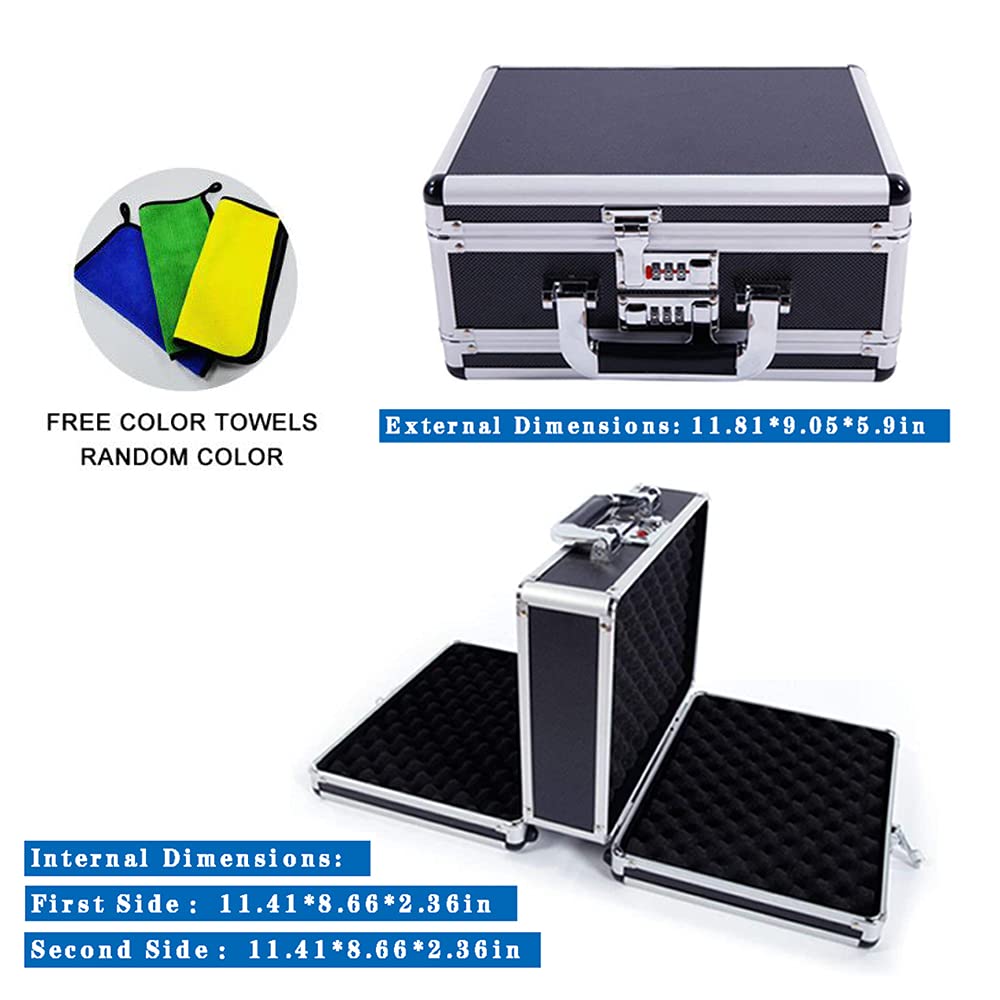 FREE COLOR TOWELS
RANDOM COLOR
External Dimensions: 11.81*9.05*5.9in
Internal Dimensions:
First Side : 11.41*8.66*2.36in
Second Side : 11.41*8.66*2.36in